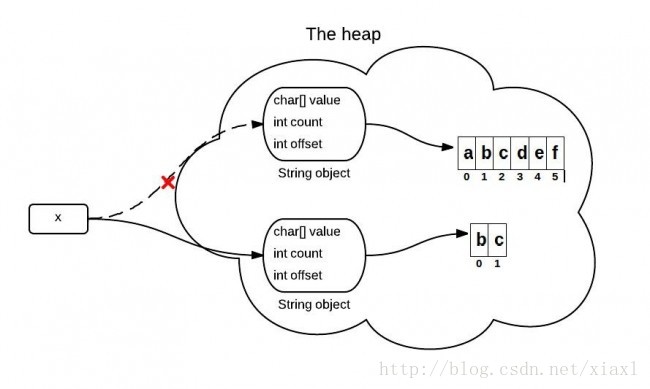 The heap
char[] value
int count
int offset
String object
a b c d e f
0 1 2 3 4 5
x
char[] value
int count
int offset
String object
b c
0 1
http://blog.csdn.net/xiaxl